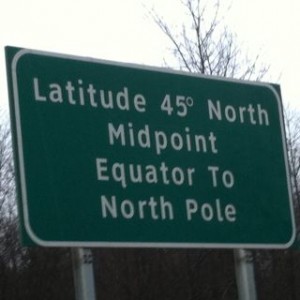 Latitude 45° North
Midpoint
Equator To
North Pole